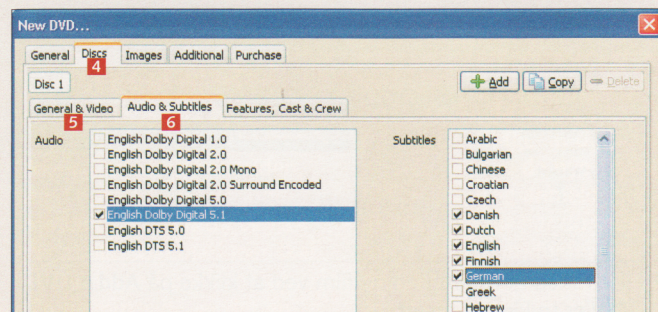 New DVD...
General Discs Images Additional Purchase
4
Disc 1 Add Copy Delete
General & Video Audio & Subtitles Features, Cast & Crew
5 6
Audio
English Dolby Digital 1.0
English Dolby Digital 2.0
English Dolby Digital 2.0 Mono
English Dolby Digital 2.0 Surround Encoded
English Dolby Digital 5.0
English Dolby Digital 5.1
English DTS 5.0
English DTS 5.1
Subtitles
Arabic
Bulgarian
Chinese
Croatian
Czech
Danish
Dutch
English
Finnish
German
Greek
Hebrew